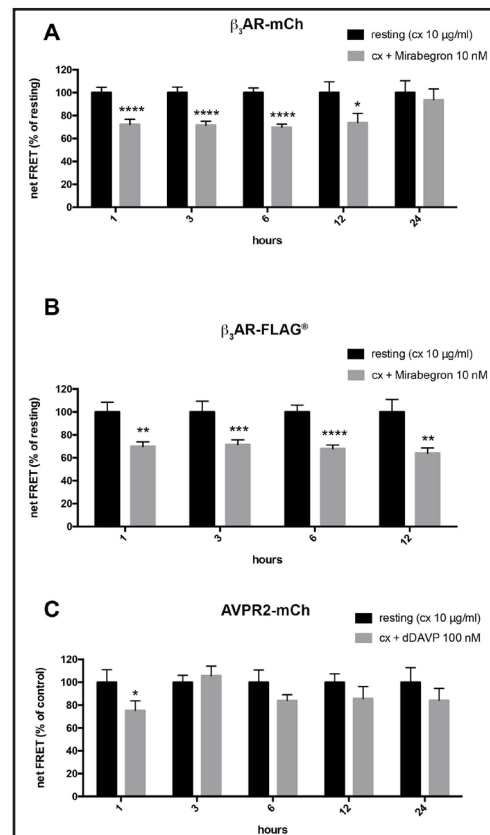 A
β₃AR-mCh
resting (cx 10 µg/ml)
cx + Mirabegron 10 nM
net FRET (% of resting)
120
100
80
60
40
20
0
****
****
****
*
1
3
6
12
24
hours
B
β₃AR-FLAG®
resting (cx 10 µg/ml)
cx + Mirabegron 10 nM
net FRET (% of resting)
120
100
80
60
40
20
0
**
***
****
**
1
3
6
12
hours
C
AVPR2-mCh
resting (cx 10 µg/ml)
cx + dDAVP 100 nM
net FRET (% of control)
120
100
80
60
40
20
0
*
1
3
6
12
24
hours